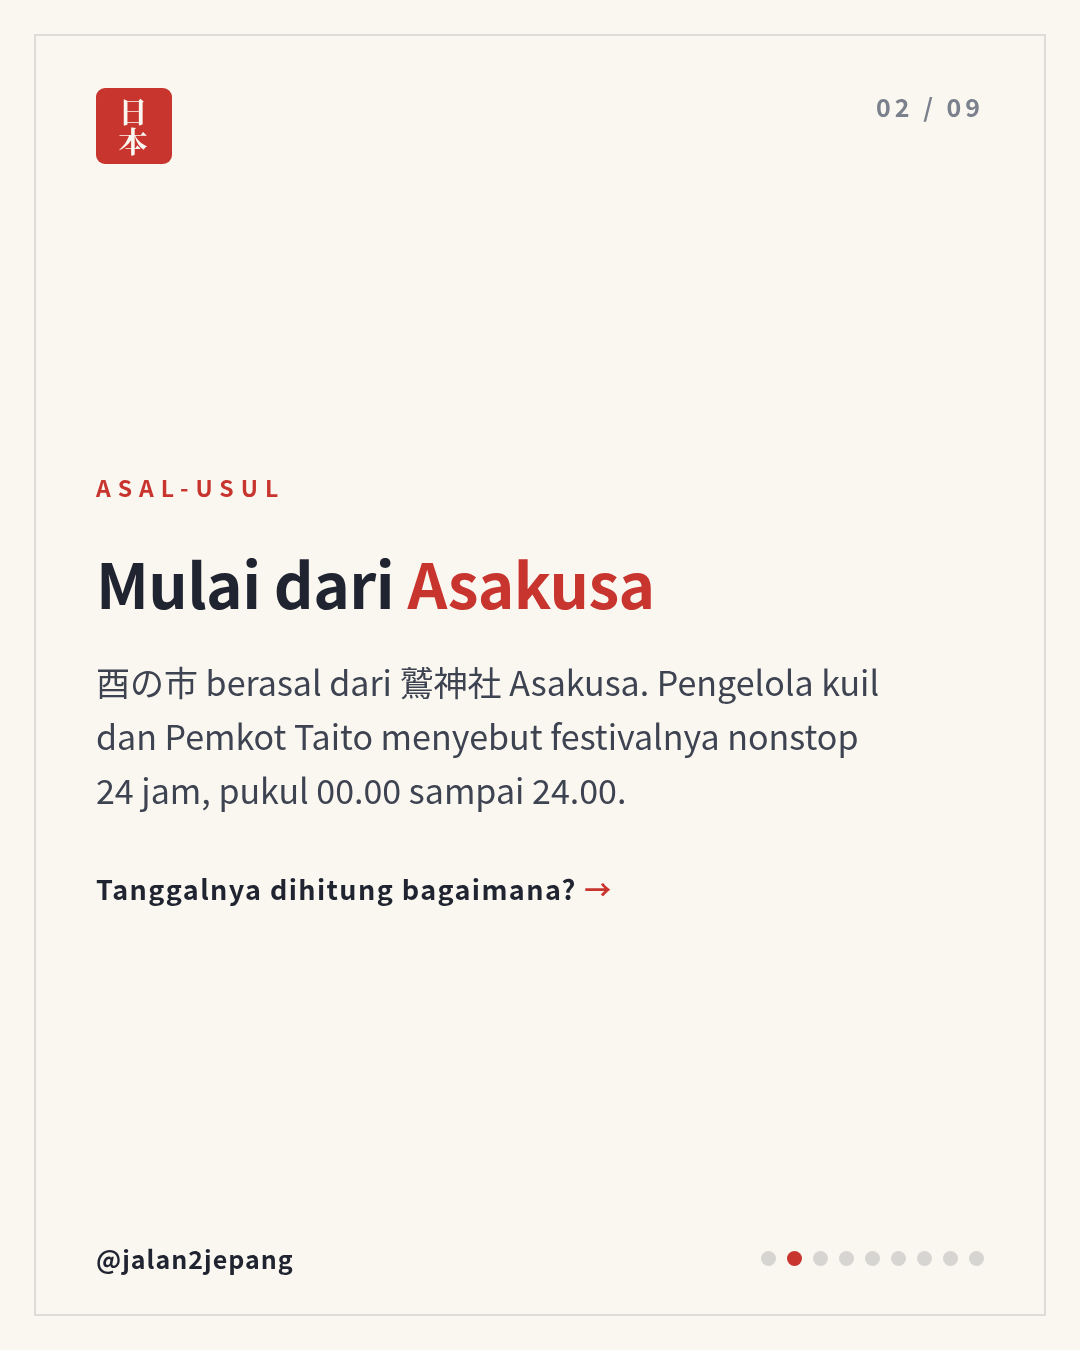 日本
02 / 09
ASAL-USUL
Mulai dari Asakusa
酉の市 berasal dari 鷲神社 Asakusa. Pengelola kuil
dan Pemkot Taito menyebut festivalnya nonstop
24 jam, pukul 00.00 sampai 24.00.
Tanggalnya dihitung bagaimana? →
@jalan2jepang